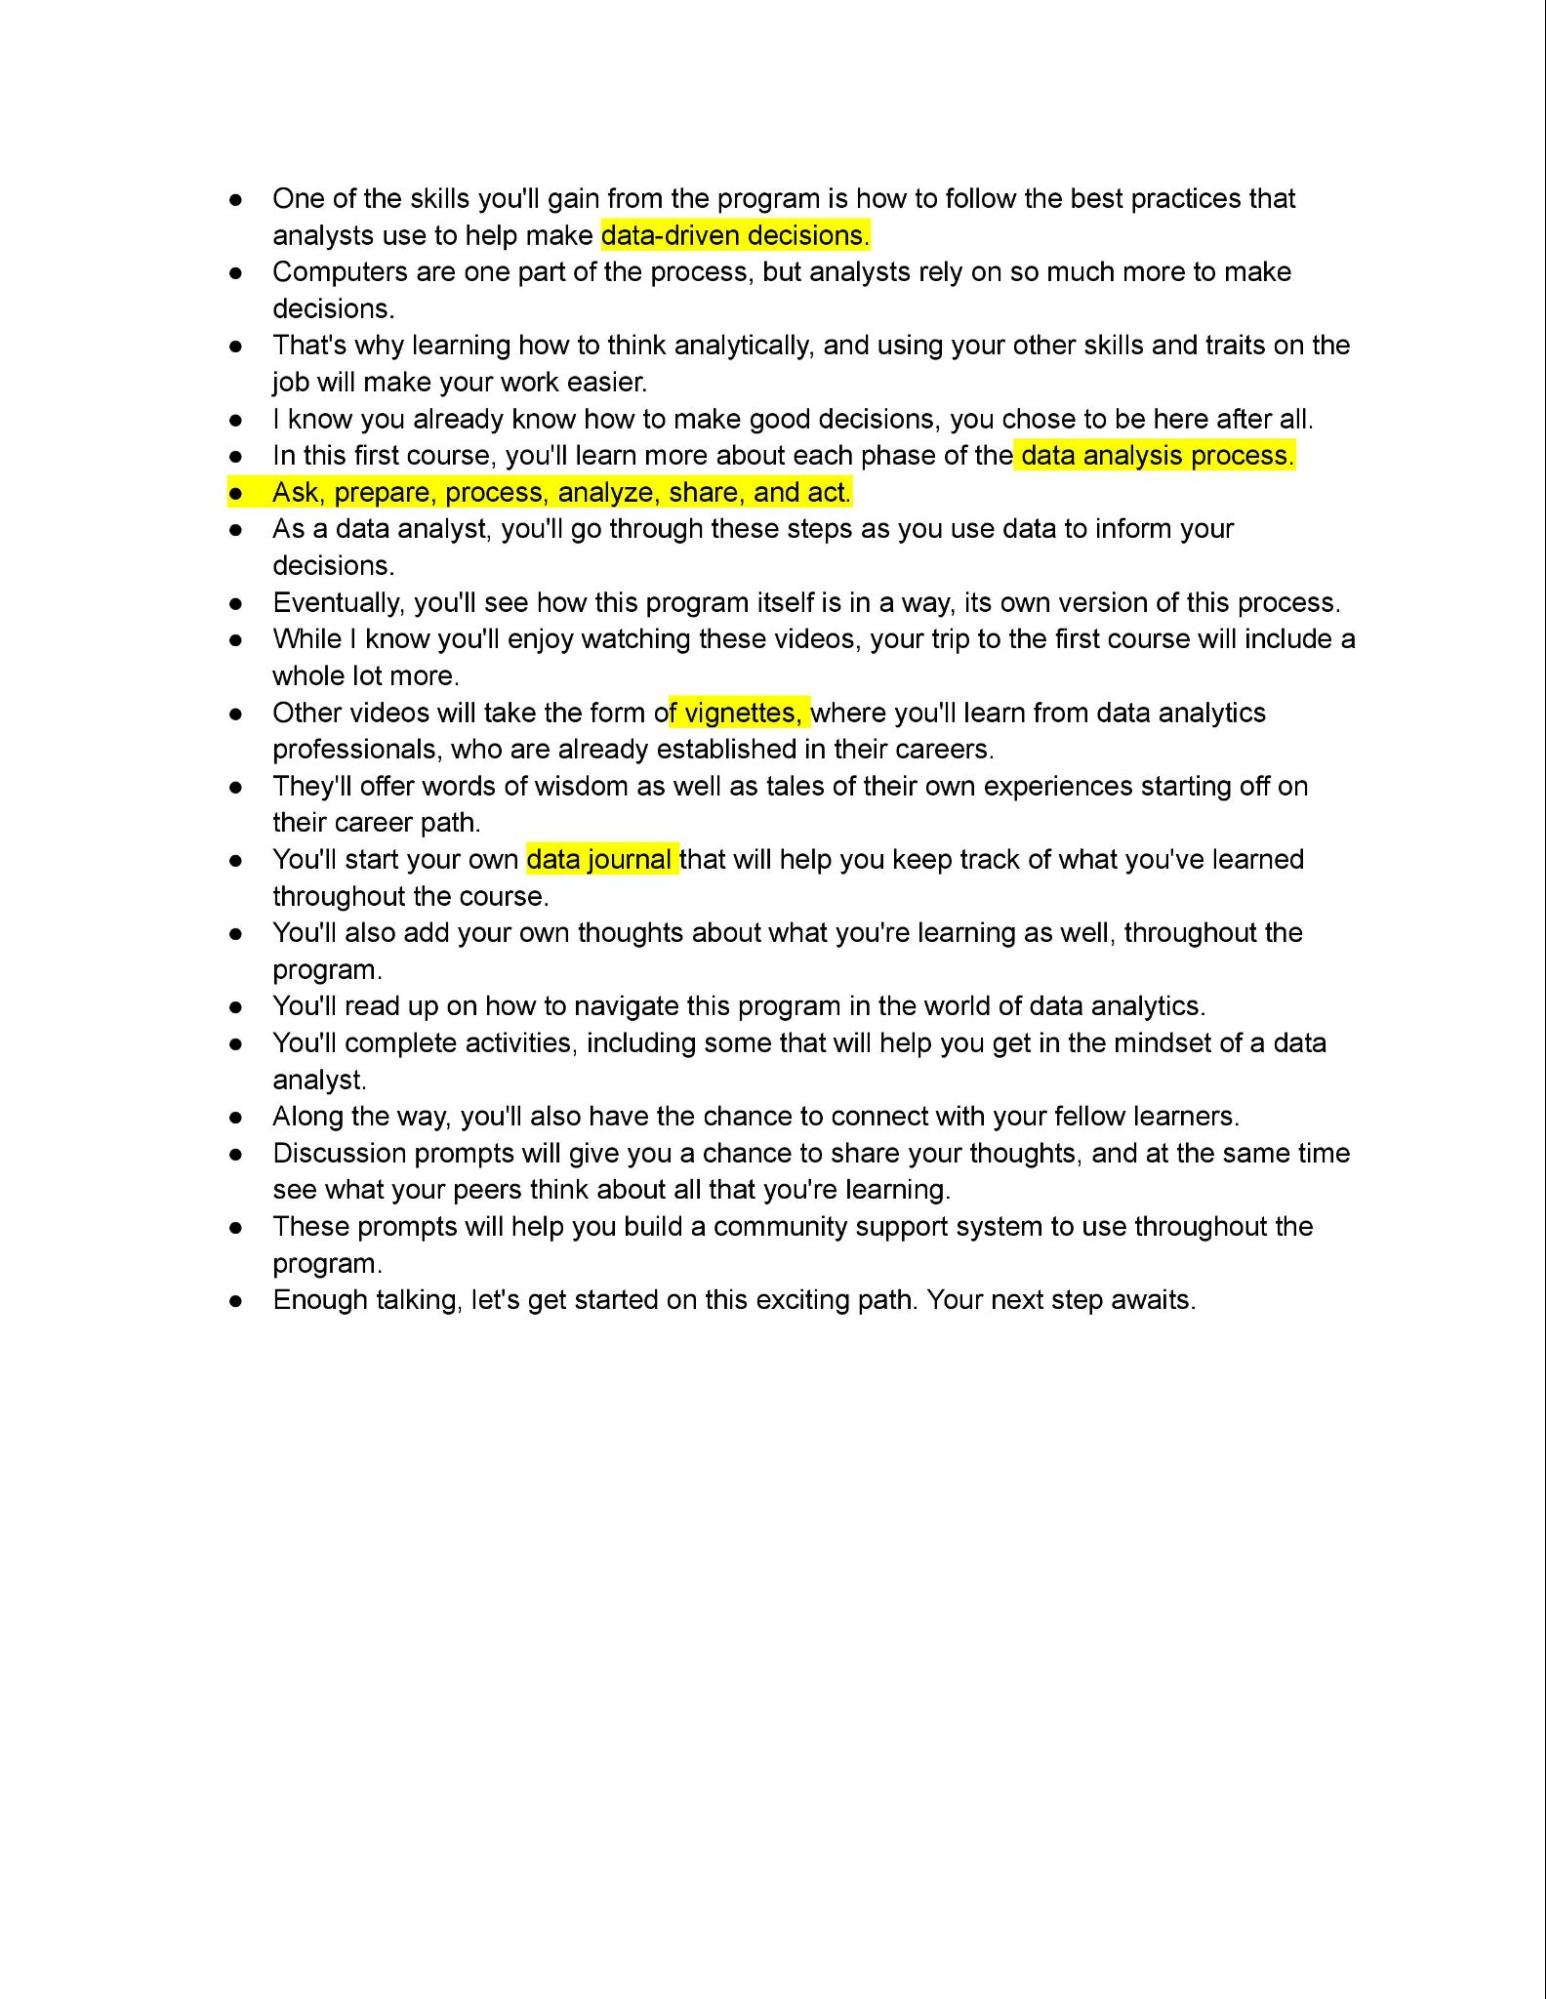 ● One of the skills you'll gain from the program is how to follow the best practices that
analysts use to help make data-driven decisions.
● Computers are one part of the process, but analysts rely on so much more to make
decisions.
● That's why learning how to think analytically, and using your other skills and traits on the
job will make your work easier.
● I know you already know how to make good decisions, you chose to be here after all.
● In this first course, you'll learn more about each phase of the data analysis process.
● Ask, prepare, process, analyze, share, and act.
● As a data analyst, you'll go through these steps as you use data to inform your
decisions.
● Eventually, you'll see how this program itself is in a way, its own version of this process.
● While I know you'll enjoy watching these videos, your trip to the first course will include a
whole lot more.
● Other videos will take the form of vignettes, where you'll learn from data analytics
professionals, who are already established in their careers.
● They'll offer words of wisdom as well as tales of their own experiences starting off on
their career path.
● You'll start your own data journal that will help you keep track of what you've learned
throughout the course.
● You'll also add your own thoughts about what you're learning as well, throughout the
program.
● You'll read up on how to navigate this program in the world of data analytics.
● You'll complete activities, including some that will help you get in the mindset of a data
analyst.
● Along the way, you'll also have the chance to connect with your fellow learners.
● Discussion prompts will give you a chance to share your thoughts, and at the same time
see what your peers think about all that you're learning.
● These prompts will help you build a community support system to use throughout the
program.
● Enough talking, let's get started on this exciting path. Your next step awaits.